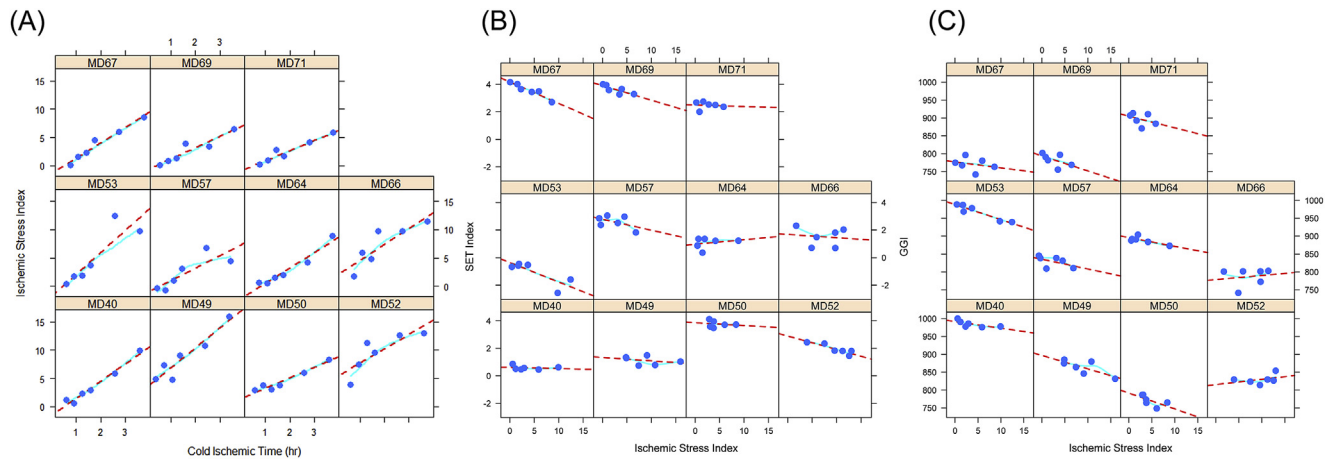 (A)
(B)
(C)
1 2 3
MD67 MD69 MD71
15
10
5
0
MD53 MD57 MD64 MD66
15
10
5
0
MD40 MD49 MD50 MD52
15
10
5
0
1 2 3
1 2 3
Ischemic Stress Index
Cold Ischemic Time (hr)
0 5 10 15
MD67 MD69 MD71
4
2
0
-2
MD53 MD57 MD64 MD66
4
2
0
-2
MD40 MD49 MD50 MD52
4
2
0
-2
0 5 10 15
0 5 10 15
SET Index
Ischemic Stress Index
0 5 10 15
MD67 MD69 MD71
1000
950
900
850
800
750
MD53 MD57 MD64 MD66
1000
950
900
850
800
750
MD40 MD49 MD50 MD52
1000
950
900
850
800
750
0 5 10 15
0 5 10 15
GGI
Ischemic Stress Index